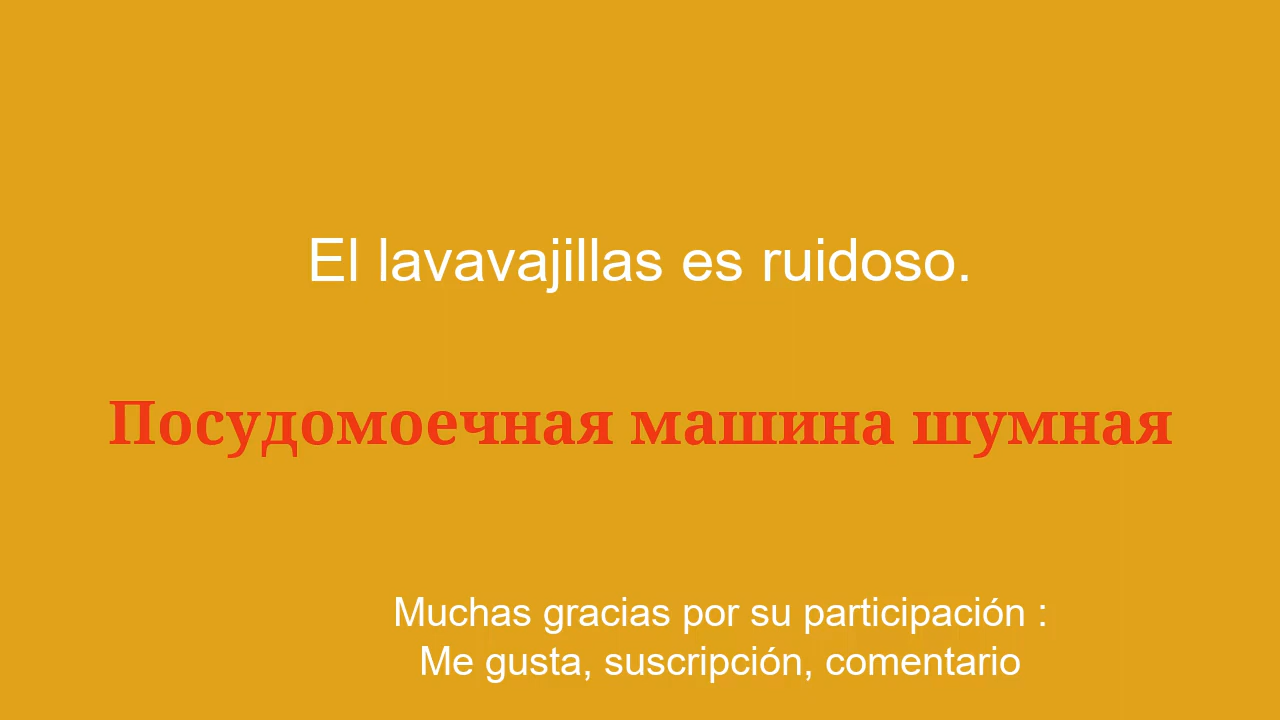 El lavavajillas es ruidoso.
Посудомоечная машина шумная
Muchas gracias por su participación :
Me gusta, suscripción, comentario